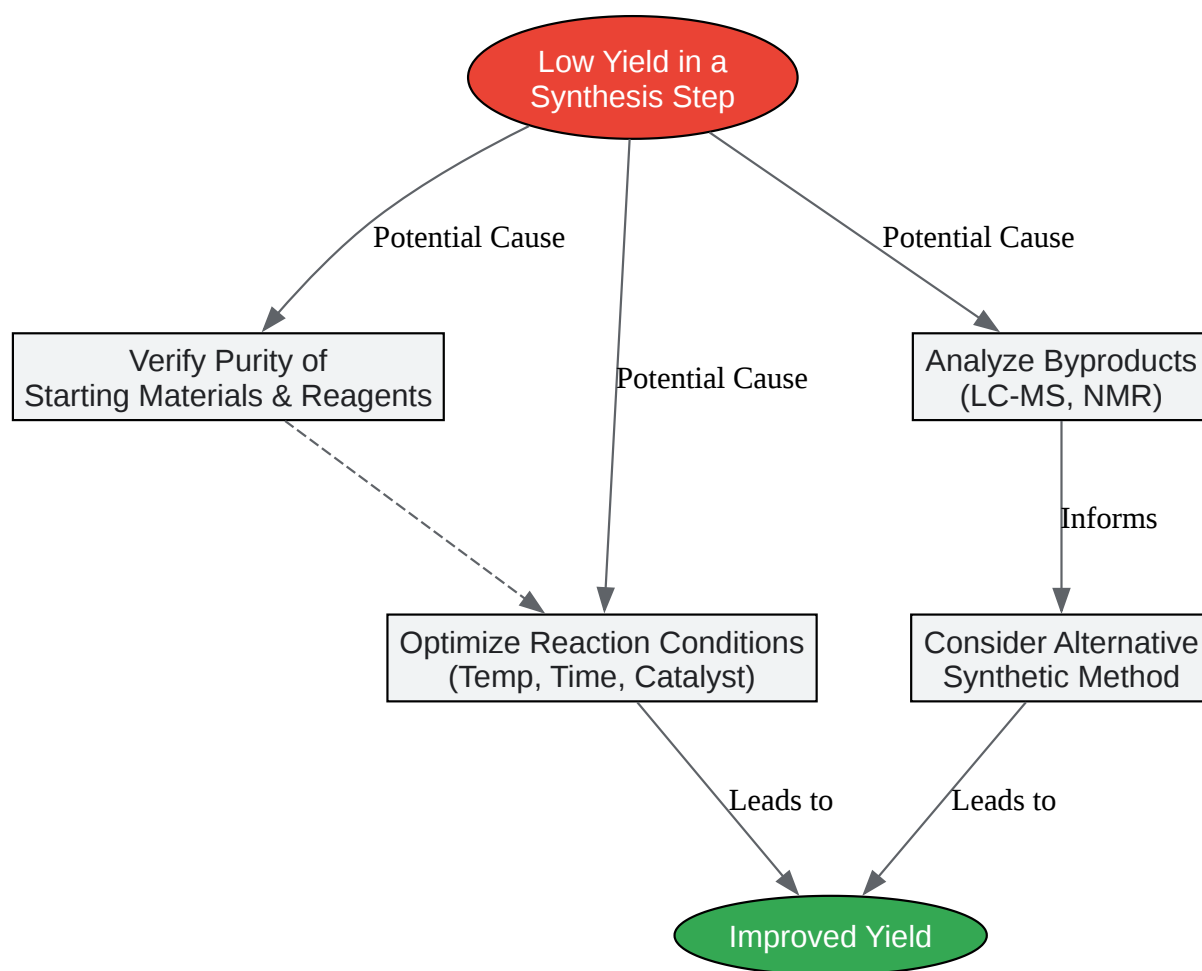 Low Yield in a
Synthesis Step
Potential Cause
Potential Cause
Verify Purity of
Starting Materials & Reagents
Potential Cause
Analyze Byproducts
(LC-MS, NMR)
Informs
Optimize Reaction Conditions
(Temp, Time, Catalyst)
Consider Alternative
Synthetic Method
Leads to
Leads to
Improved Yield